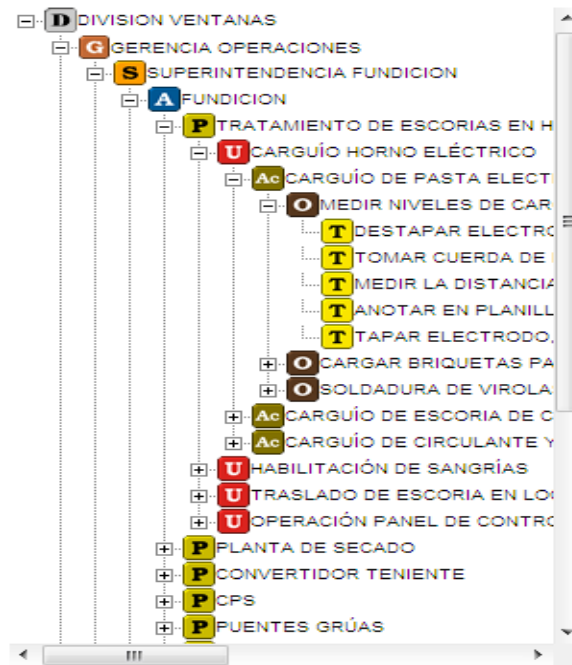 D DIVISION VENTANAS
G GERENCIA OPERACIONES
S SUPERINTENDENCIA FUNDICION
A FUNDICION
P TRATAMIENTO DE ESCORIAS EN H
U CARGUÍO HORNO ELÉCTRICO
Ac CARGUÍO DE PASTA ELECT
O MEDIR NIVELES DE CAR
T DESTAPAR ELECTRO
T TOMAR CUERDA DE
T MEDIR LA DISTANCIA
T ANOTAR EN PLANILL
T TAPAR ELECTRODO,
O CARGAR BRIQUETAS PA
O SOLDADURA DE VIROLA
Ac CARGUÍO DE ESCORIA DE C
Ac CARGUÍO DE CIRCULANTE Y
U HABILITACIÓN DE SANGRÍAS
U TRASLADO DE ESCORIA EN LO
U OPERACIÓN PANEL DE CONTRO
P PLANTA DE SECADO
P CONVERTIDOR TENIENTE
P CPS
P PUENTES GRÚAS